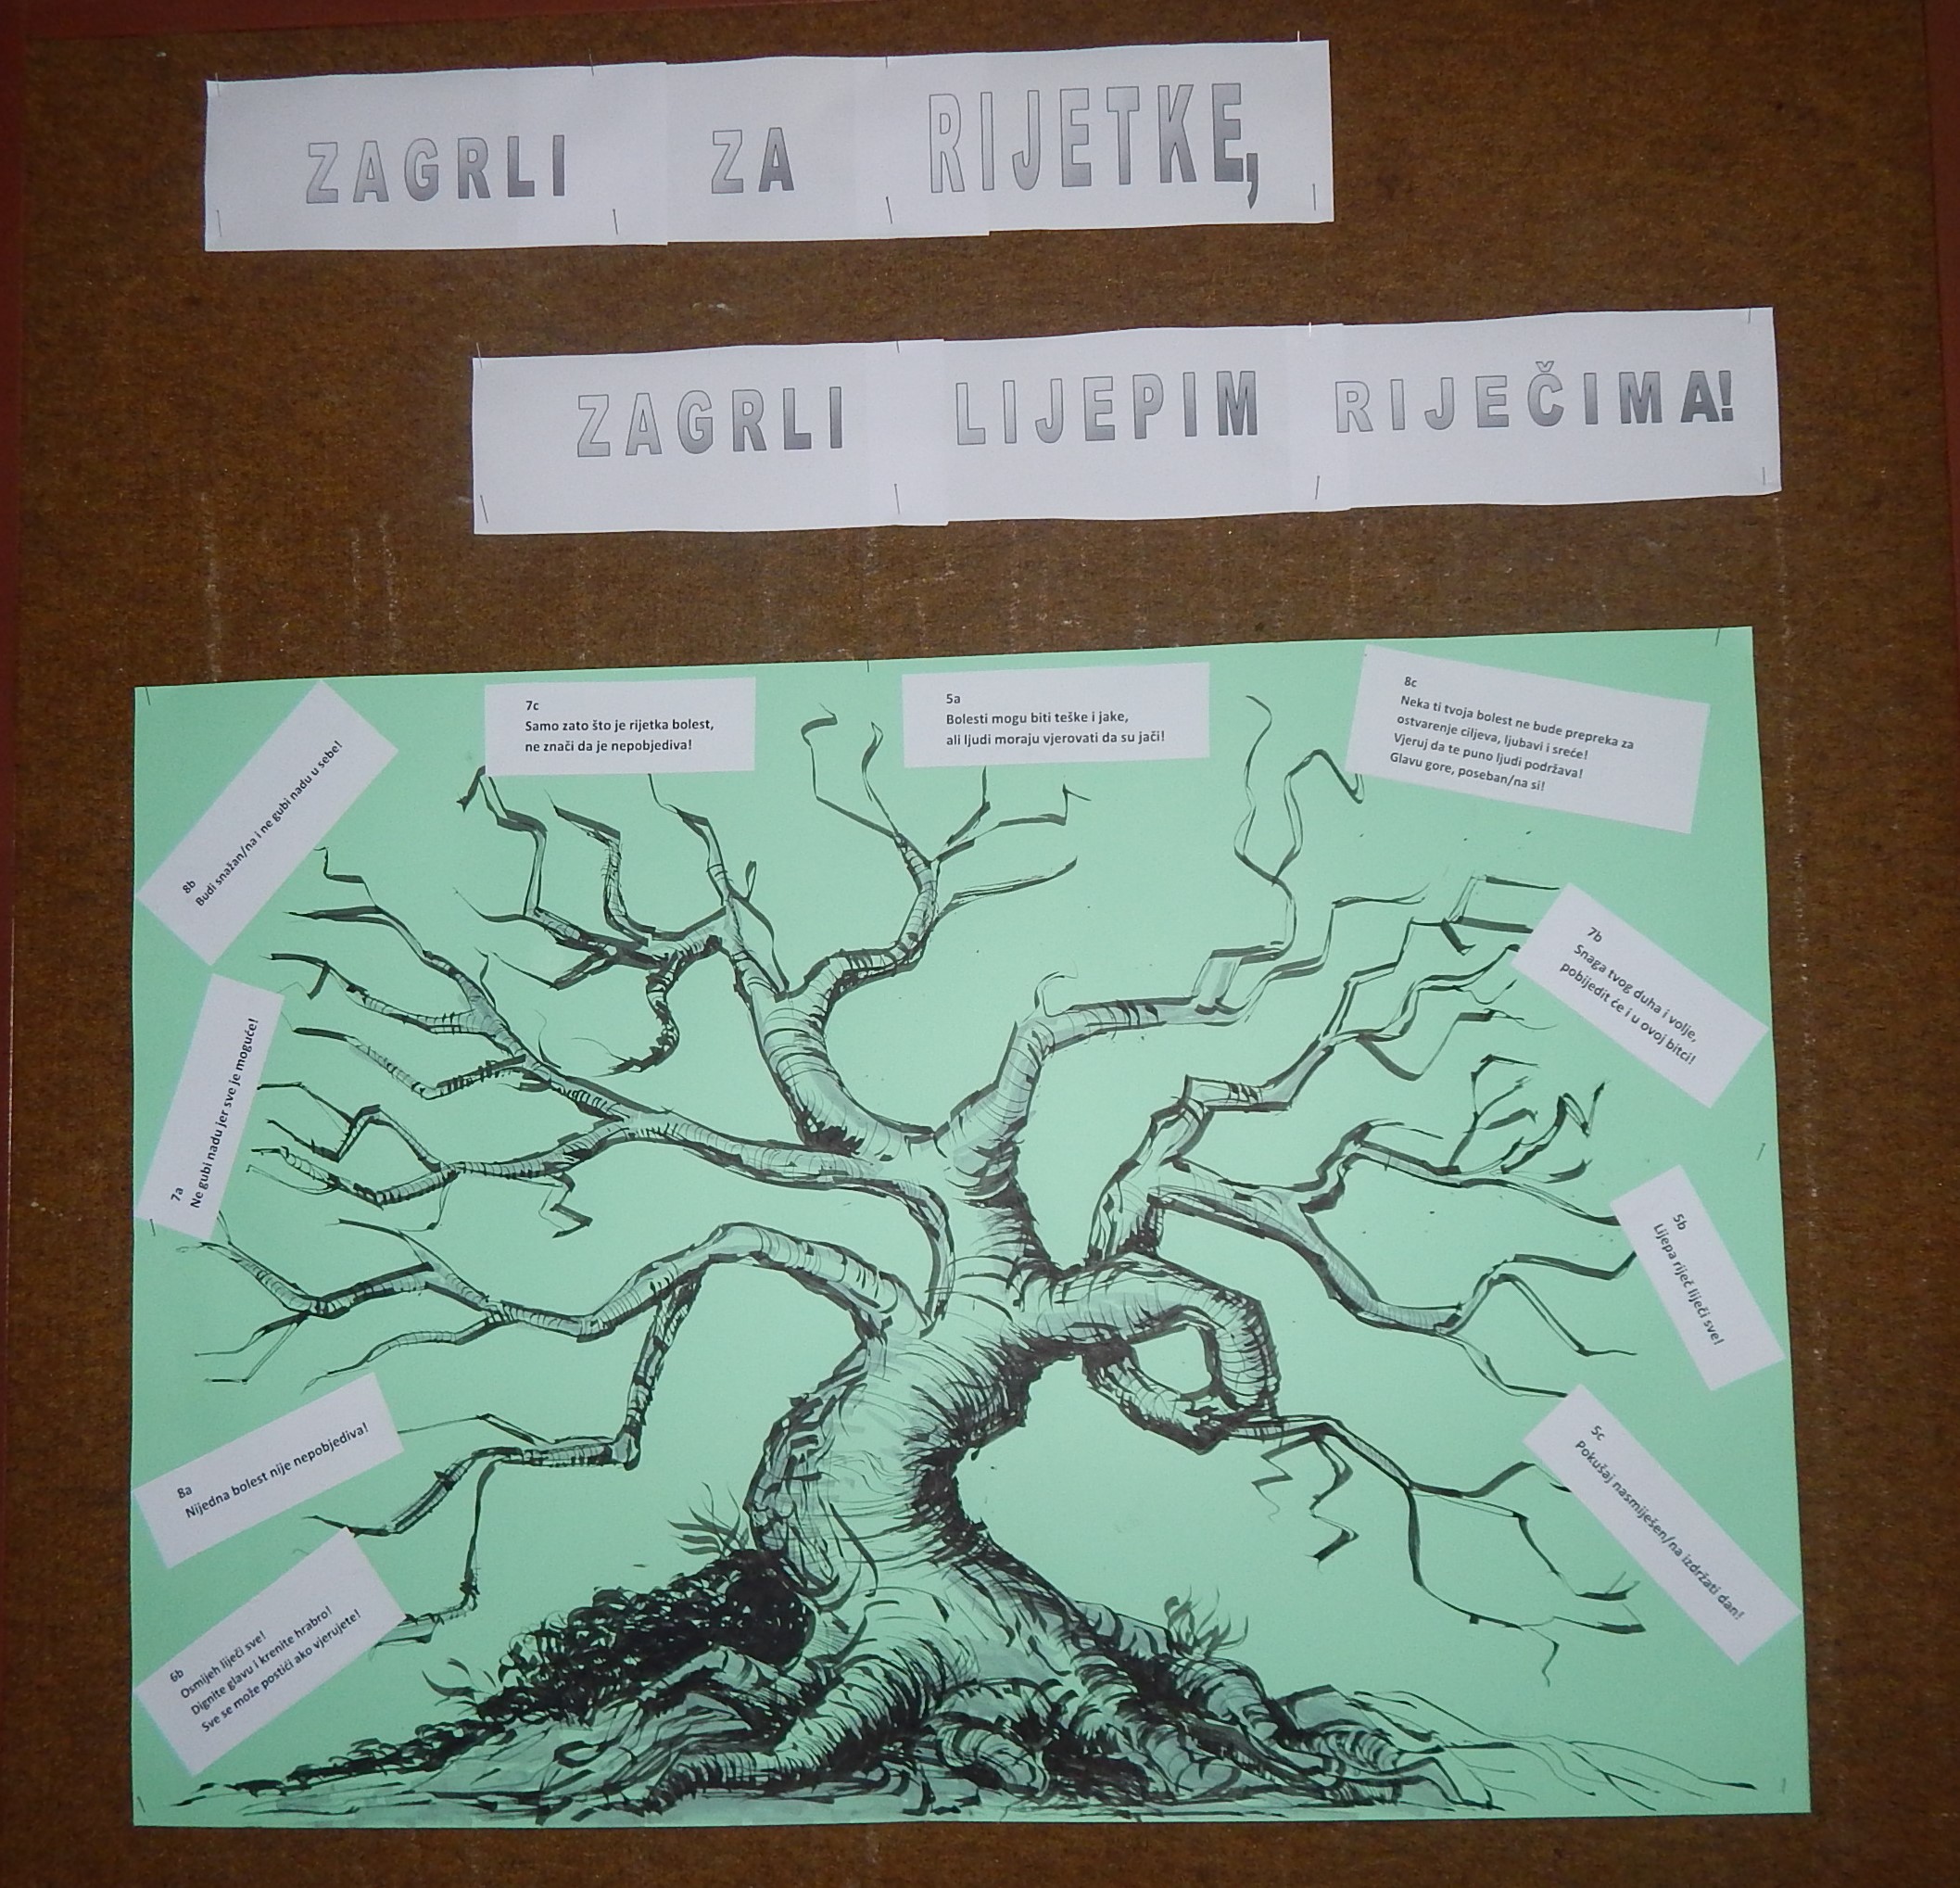 ZAGRLI ZA RIJETKE,
ZAGRLI LIJEPIM RIJEČIMA!
8b
Budi snažan/na i ne gubi nadu u sebe!
7c
Samo zato što je rijetka bolest,
ne znači da je nepobjediva!
5a
Bolesti mogu biti teške i jake,
ali ljudi moraju vjerovati da su jači!
8c
Neka ti tvoja bolest ne bude prepreka za
ostvarenje ciljeva, ljubavi i sreće!
Vjeruj da te puno ljudi podržava!
Glavu gore, poseban/na si!
7b
Snaga tvog duha i volje,
pobijedit će i u ovoj bitci!
7a
Ne gubi nadu jer sve je moguće!
5b
Lijepa riječ liječi sve!
8a
Nijedna bolest nije nepobjediva!
5c
Pokušaj nasmiješen/na izdržati dan!
6b
Osmijeh liječi sve!
Dignite glavu i krenite hrabro!
Sve se može postići ako vjerujete!